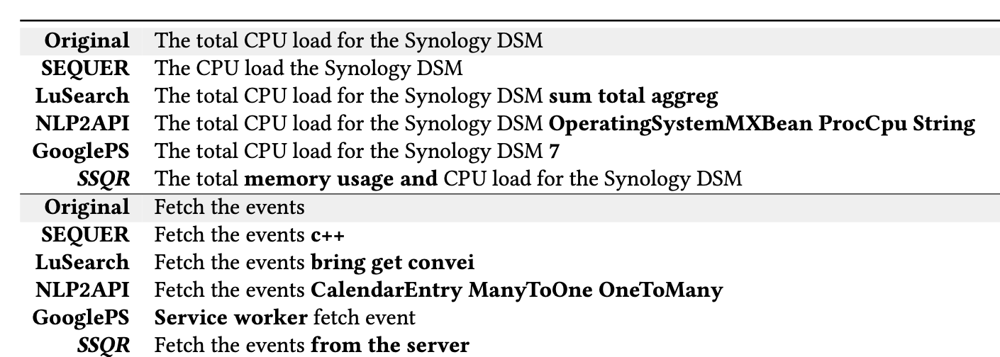 Original The total CPU load for the Synology DSM
SEQUER The CPU load the Synology DSM
LuSearch The total CPU load for the Synology DSM sum total aggreg
NLP2API The total CPU load for the Synology DSM OperatingSystemMXBean ProcCpu String
GooglePS The total CPU load for the Synology DSM 7
SSQR The total memory usage and CPU load for the Synology DSM
Original Fetch the events
SEQUER Fetch the events c++
LuSearch Fetch the events bring get convei
NLP2API Fetch the events CalendarEntry ManyToOne OneToMany
GooglePS Service worker fetch event
SSQR Fetch the events from the server